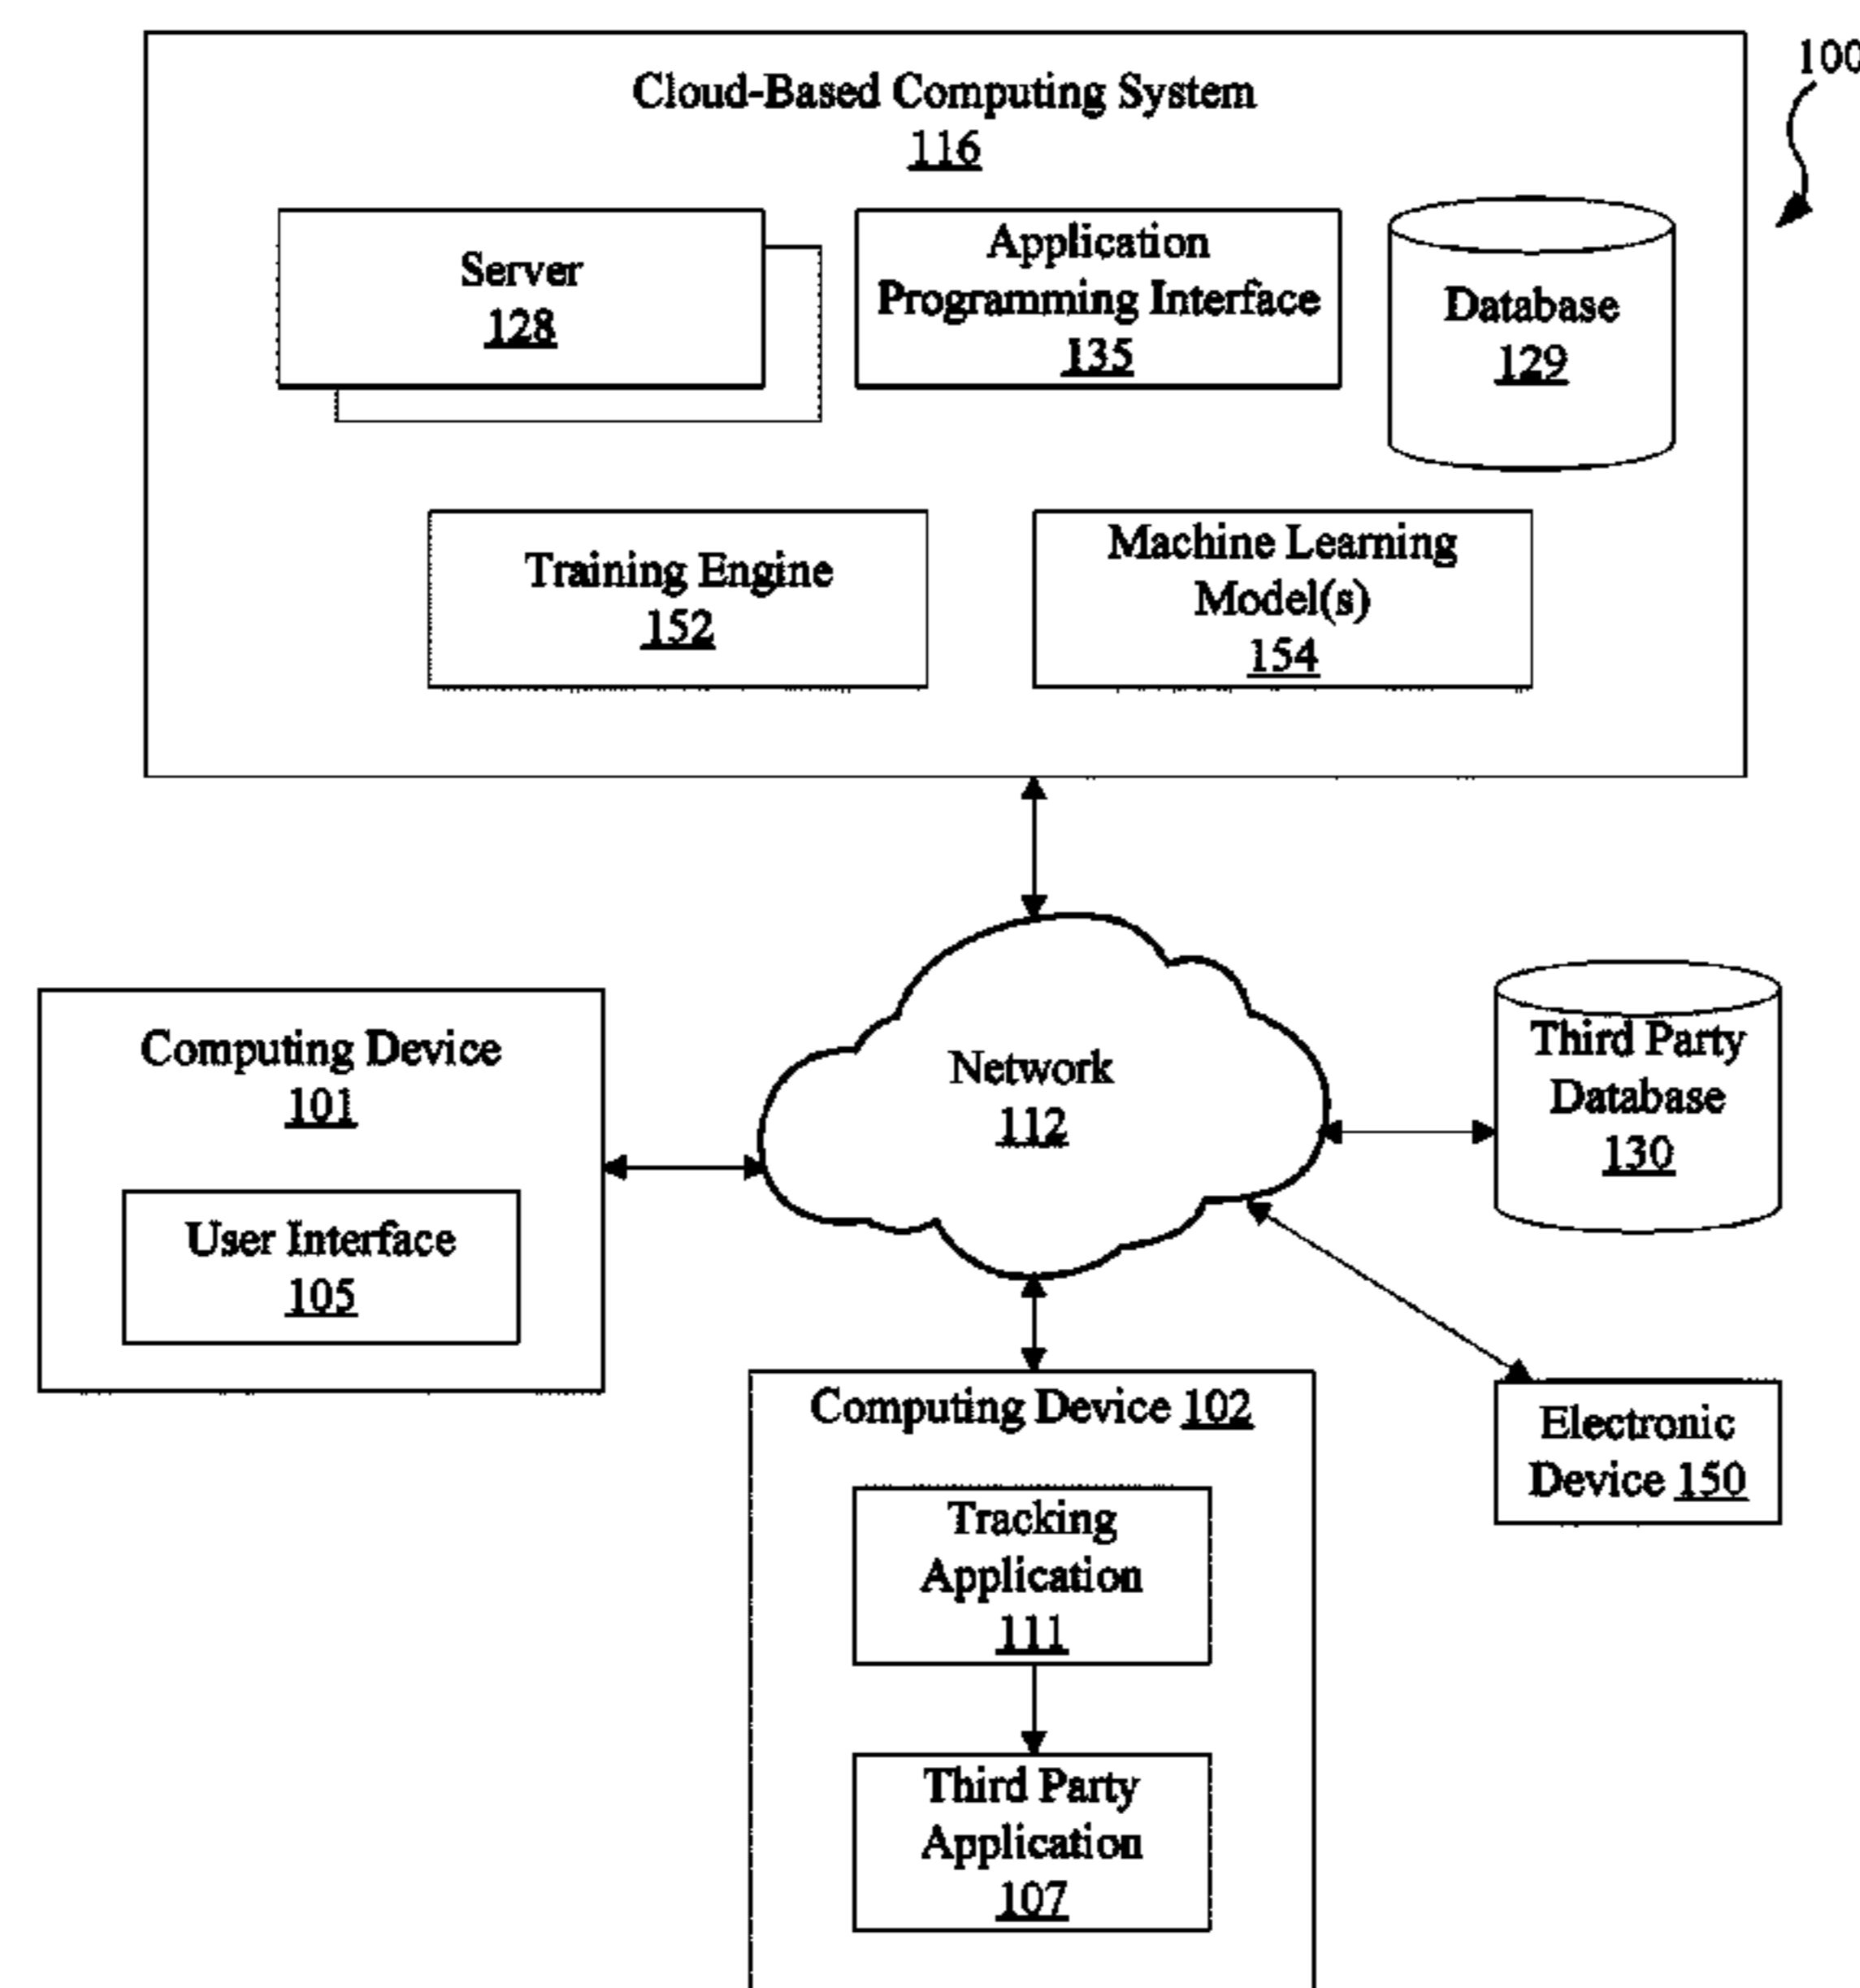 100
Cloud-Based Computing System
116
Server
128
Application
Programming Interface
135
Database
129
Training Engine
152
Machine Learning
Model(s)
154
Computing Device
101
User Interface
105
Network
112
Third Party
Database
130
Computing Device 102
Electronic
Device 150
Tracking
Application
111
Third Party
Application
107